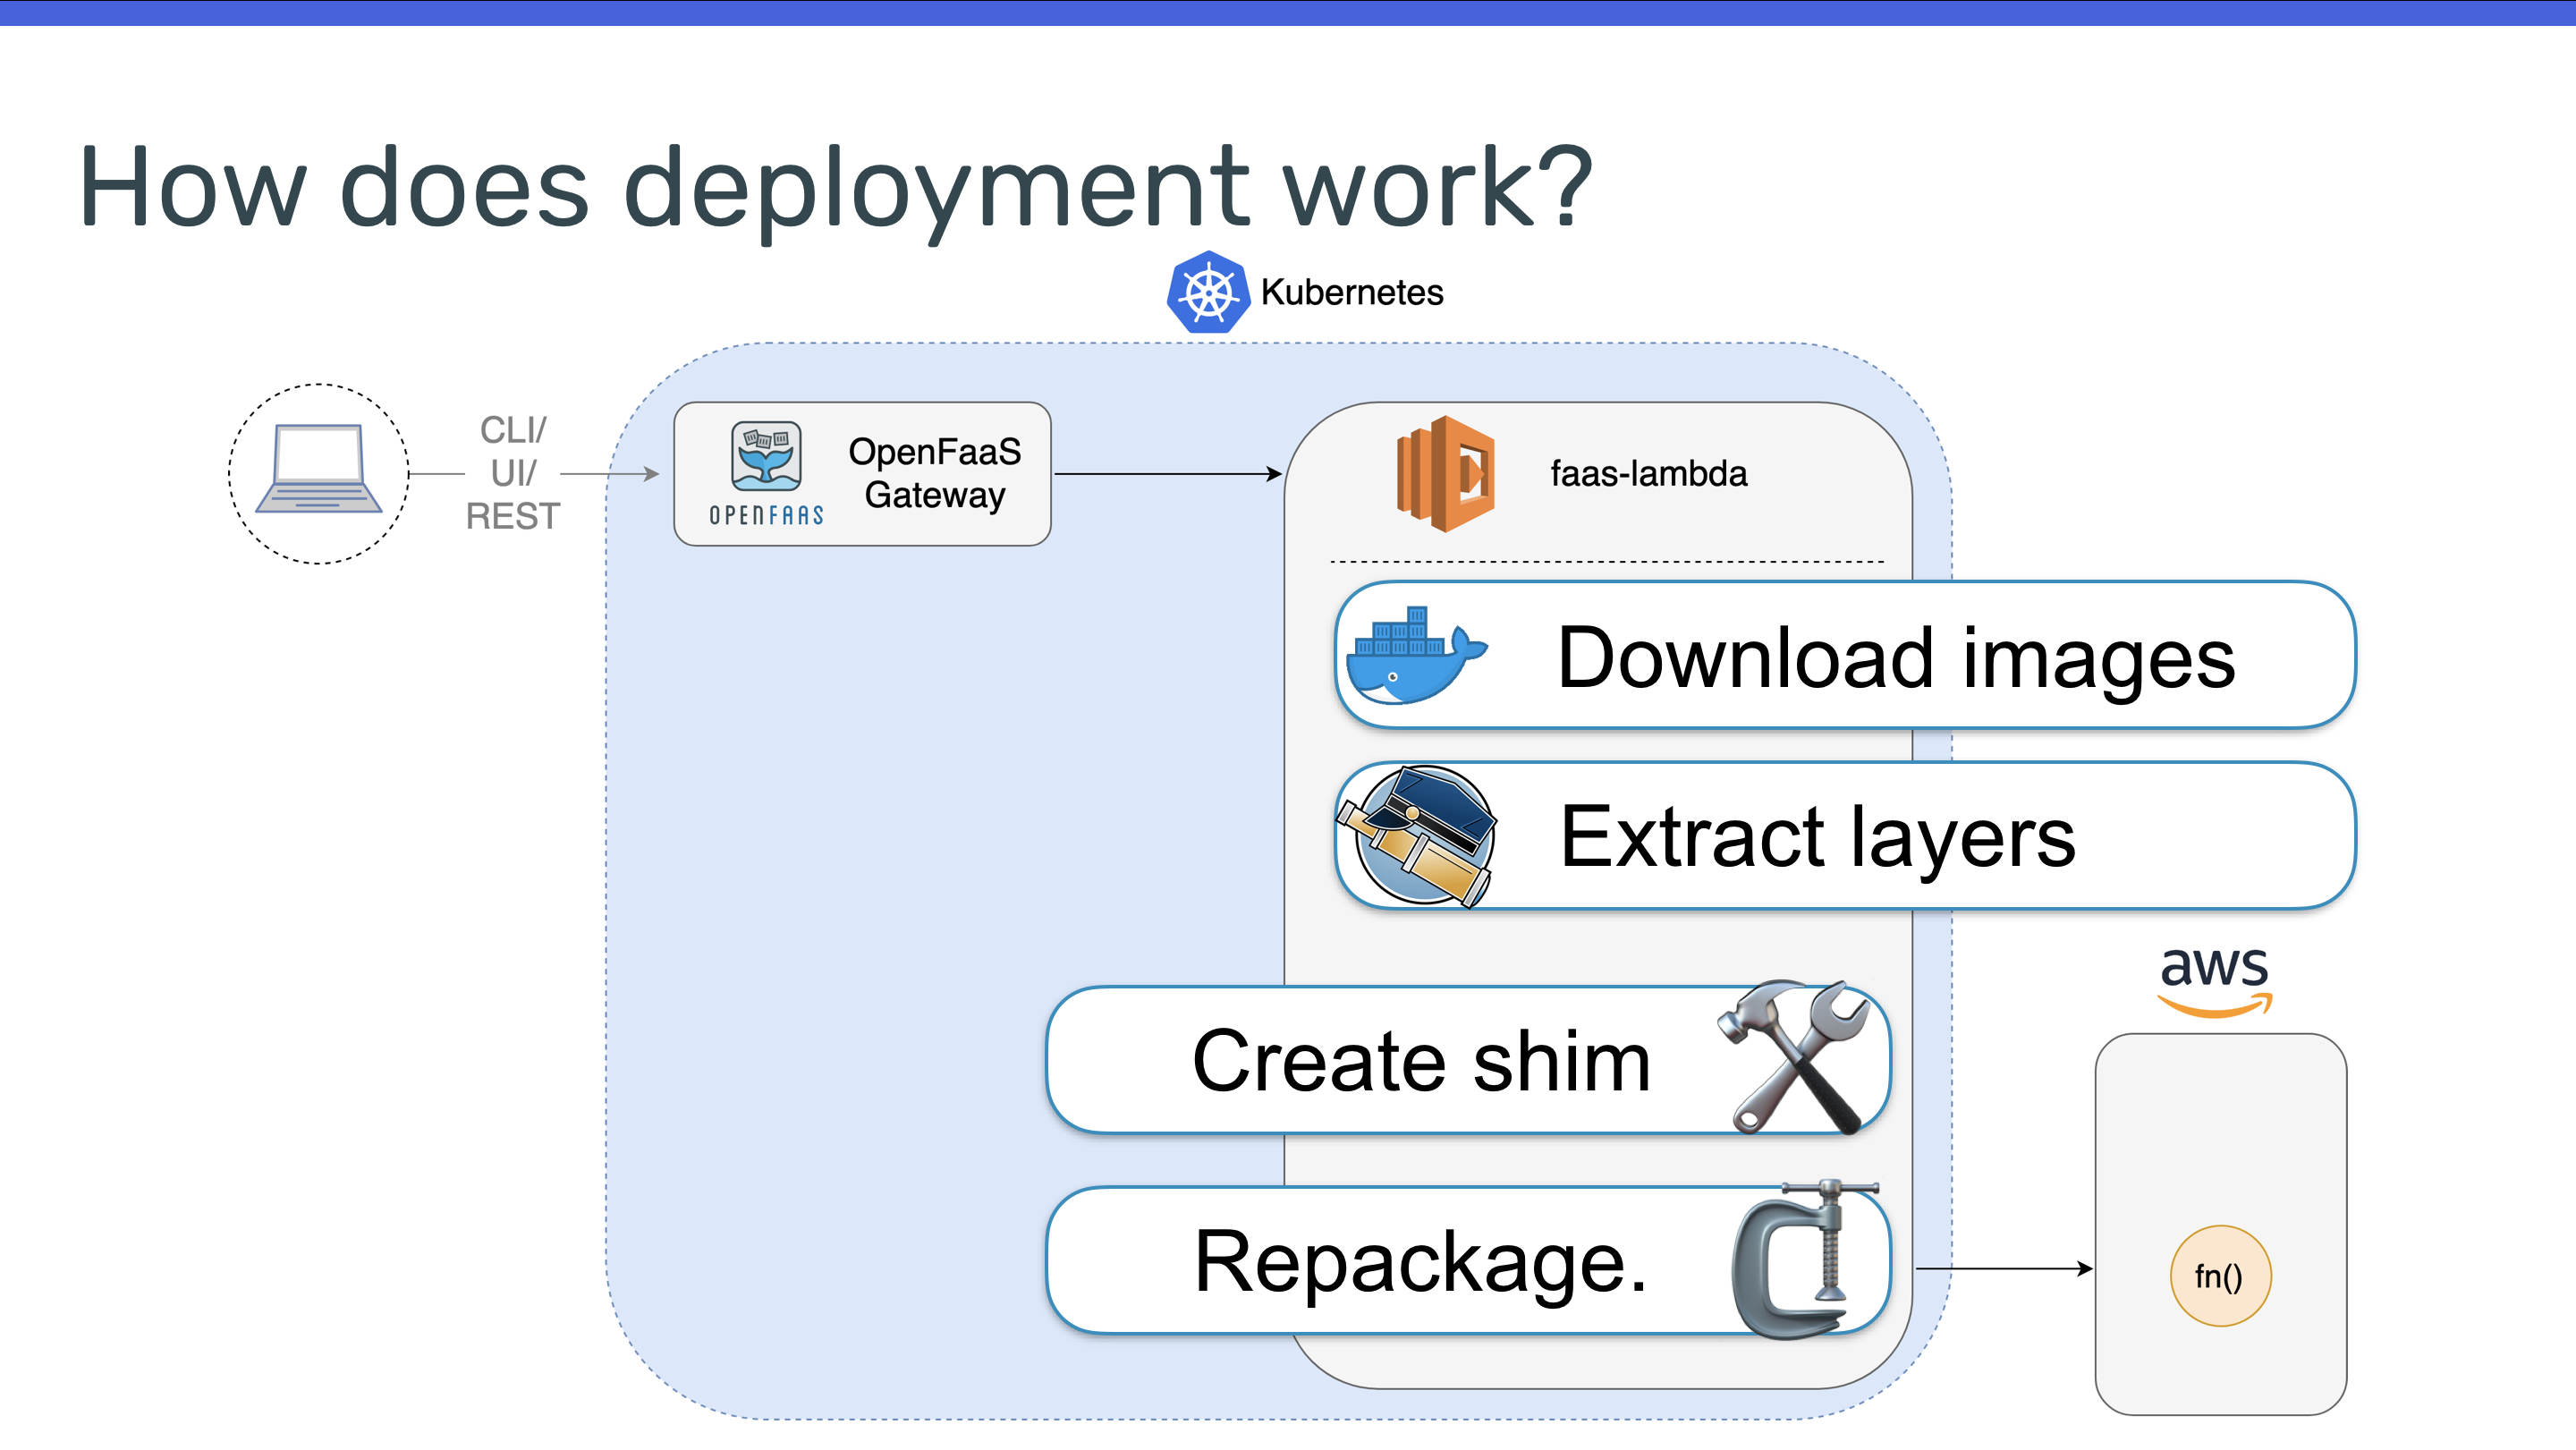 How does deployment work?
Kubernetes
CLI/
UI/
REST
OPENFAAS
OpenFaaS
Gateway
faas-lambda
Download images
Extract layers
aws
Create shim
Repackage.
fn()